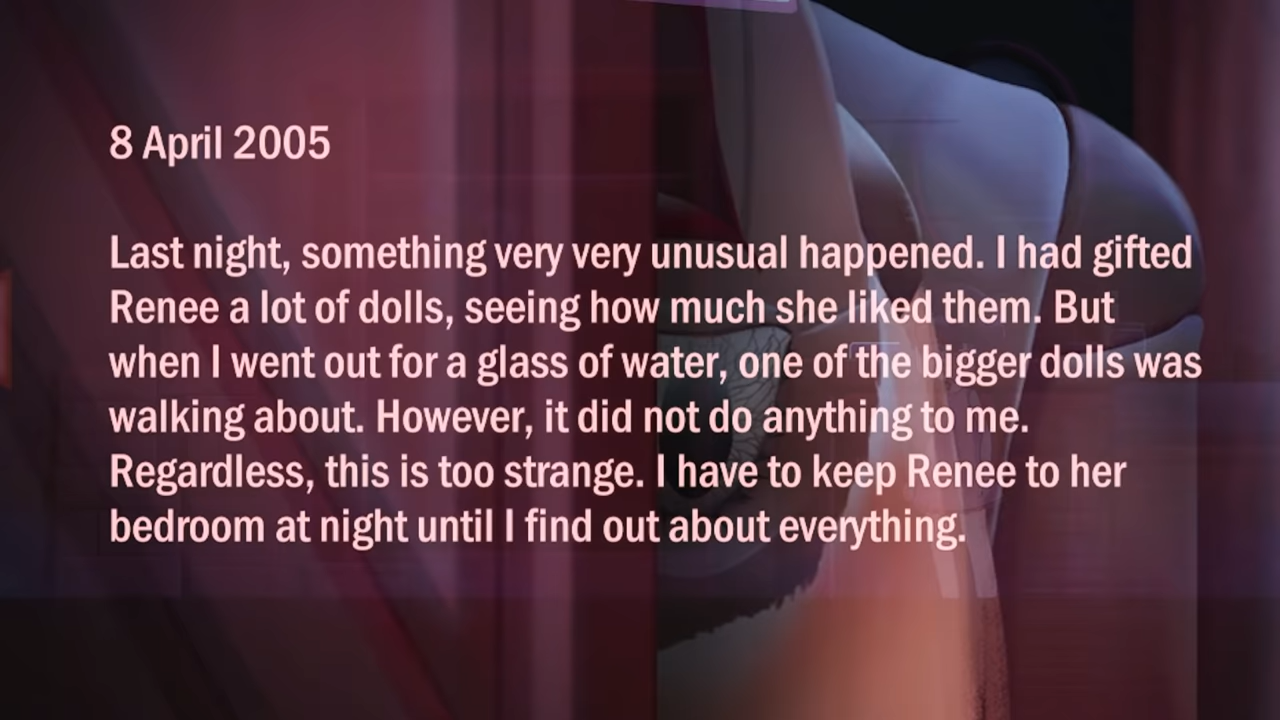 8 April 2005
Last night, something very very unusual happened. I had gifted
Renee a lot of dolls, seeing how much she liked them. But
when I went out for a glass of water, one of the bigger dolls was
walking about. However, it did not do anything to me.
Regardless, this is too strange. I have to keep Renee to her
bedroom at night until I find out about everything.